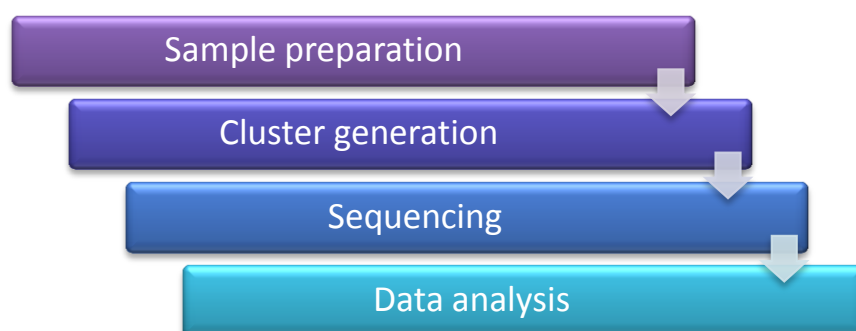 Sample preparation
Cluster generation
Sequencing
Data analysis